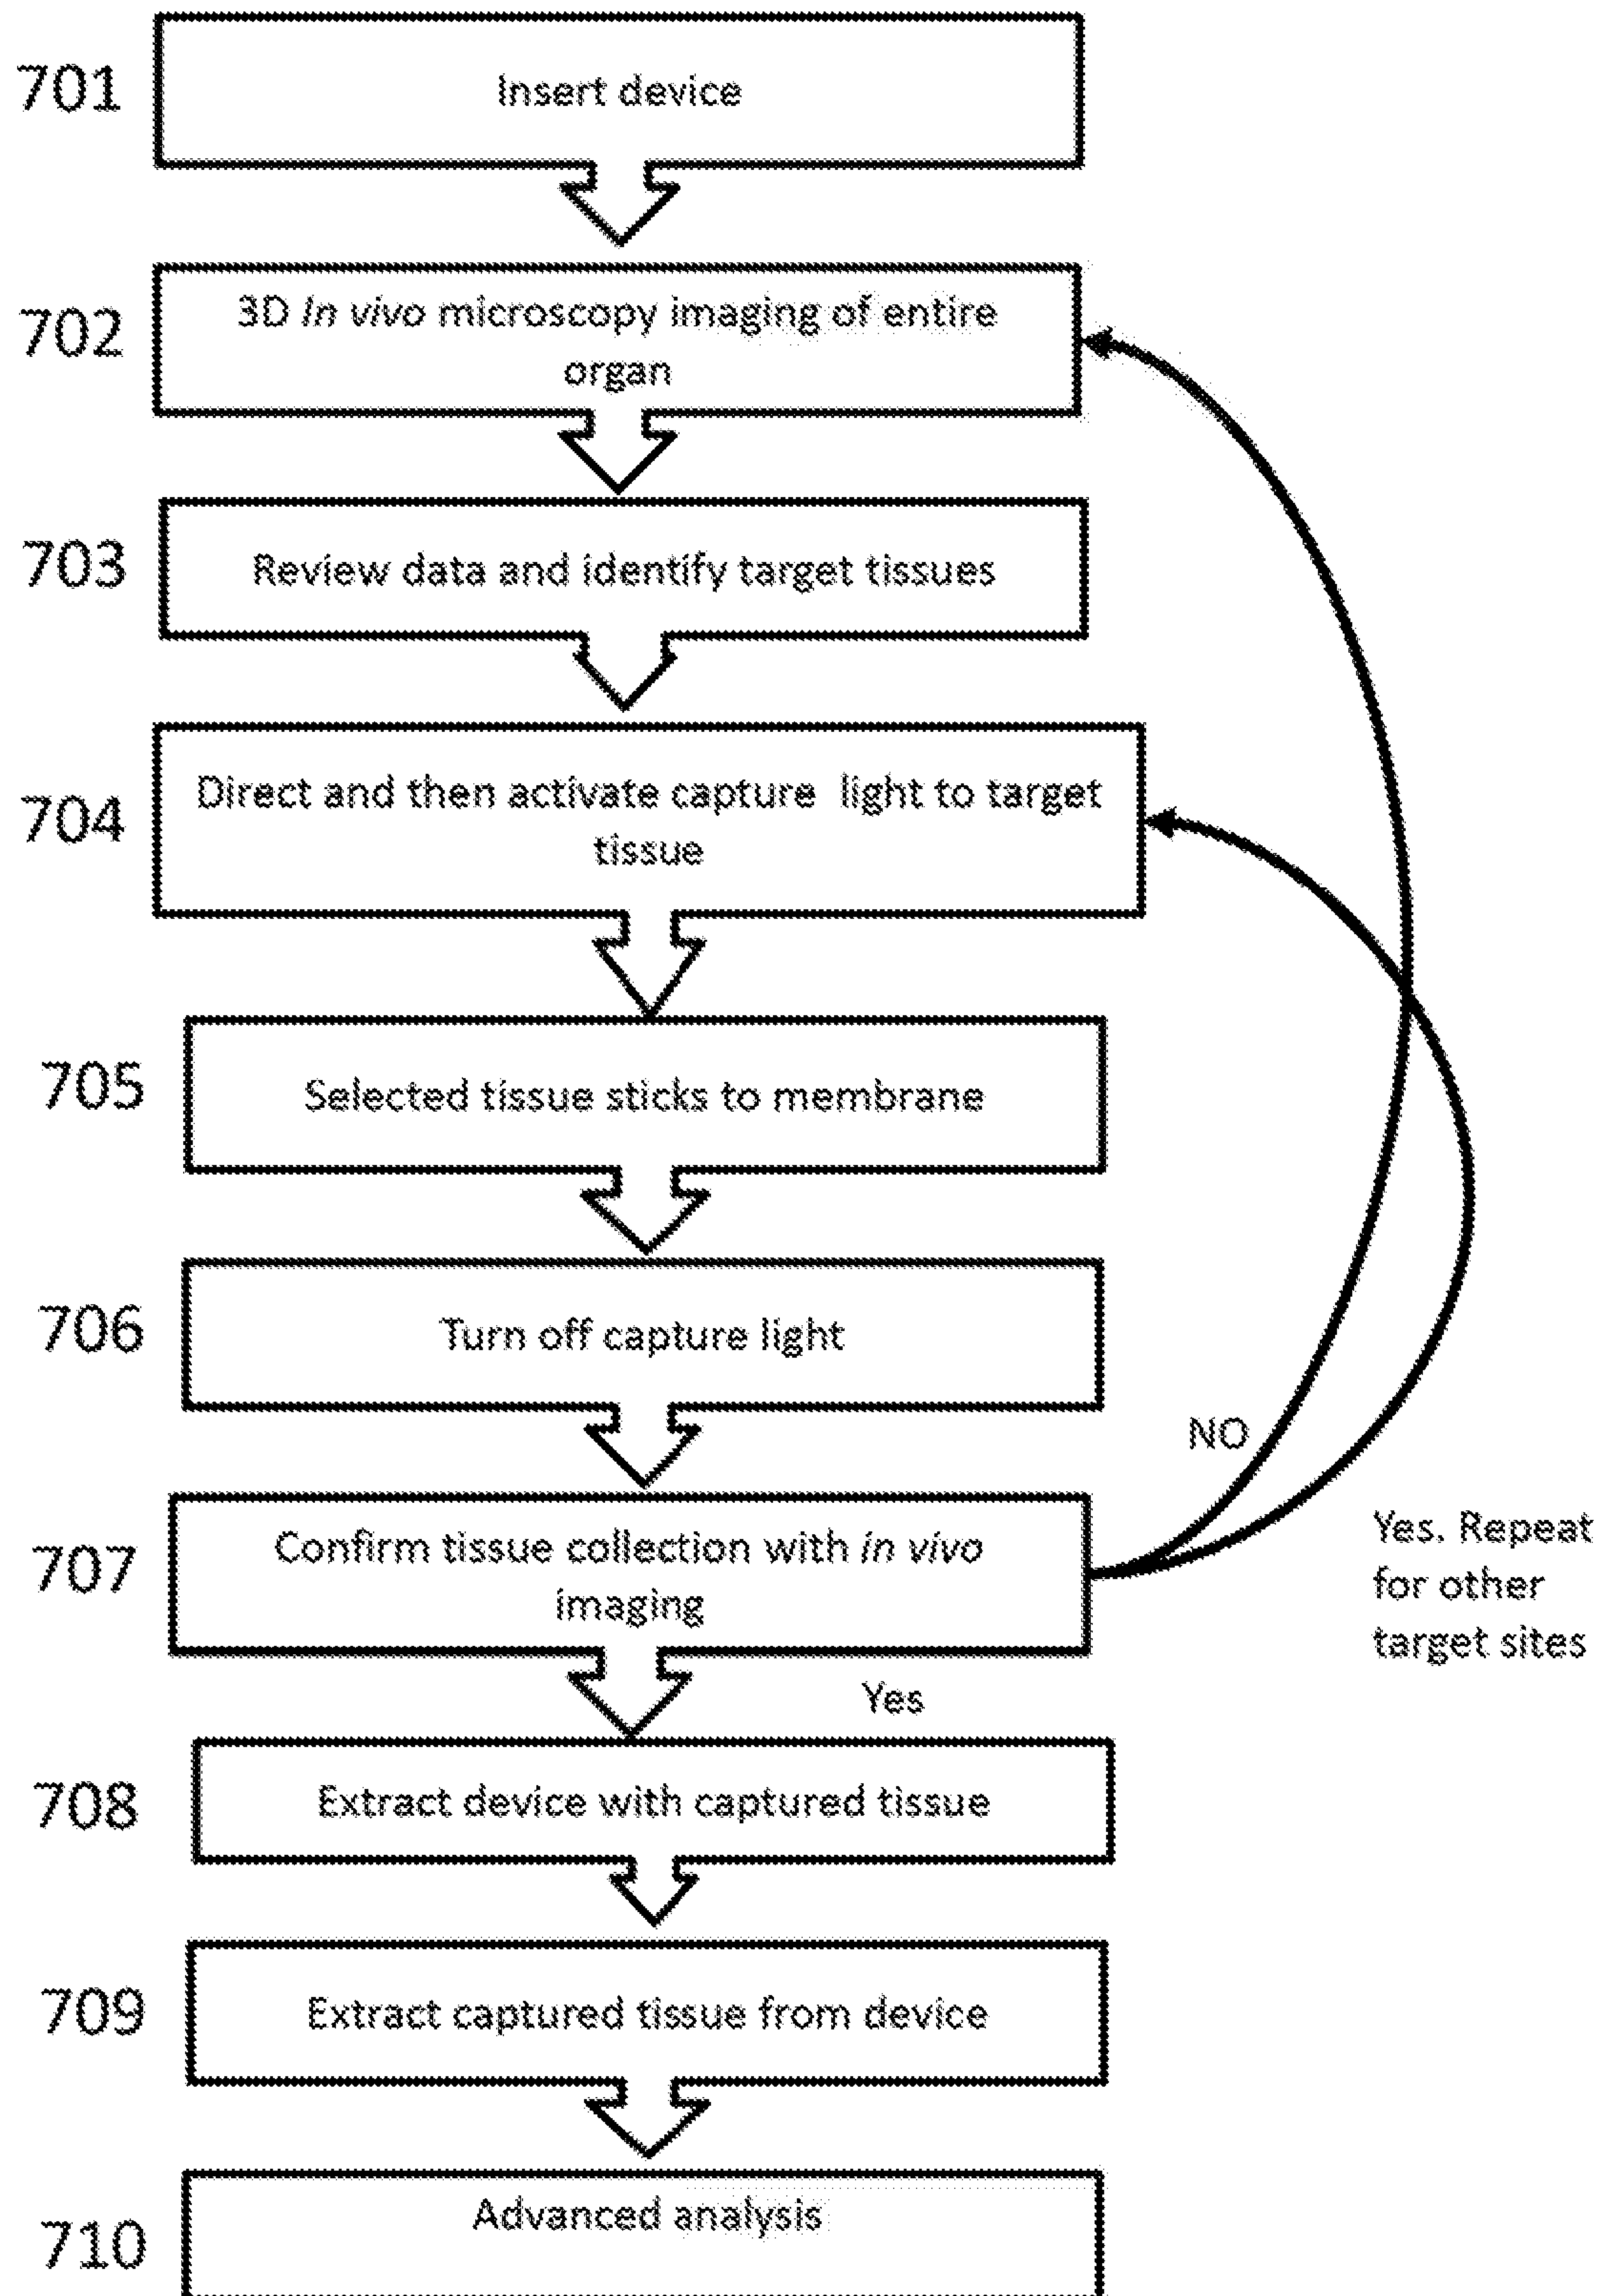 701
Insert device
702
3D In vivo microscopy imaging of entire
organ
703
Review data and identify target tissues
704
Direct and then activate capture light to target
tissue
705
Selected tissue sticks to membrane
706
Turn off capture light
NO
707
Confirm tissue collection with in vivo
imaging
Yes. Repeat
for other
target sites
Yes
708
Extract device with captured tissue
709
Extract captured tissue from device
710
Advanced analysis